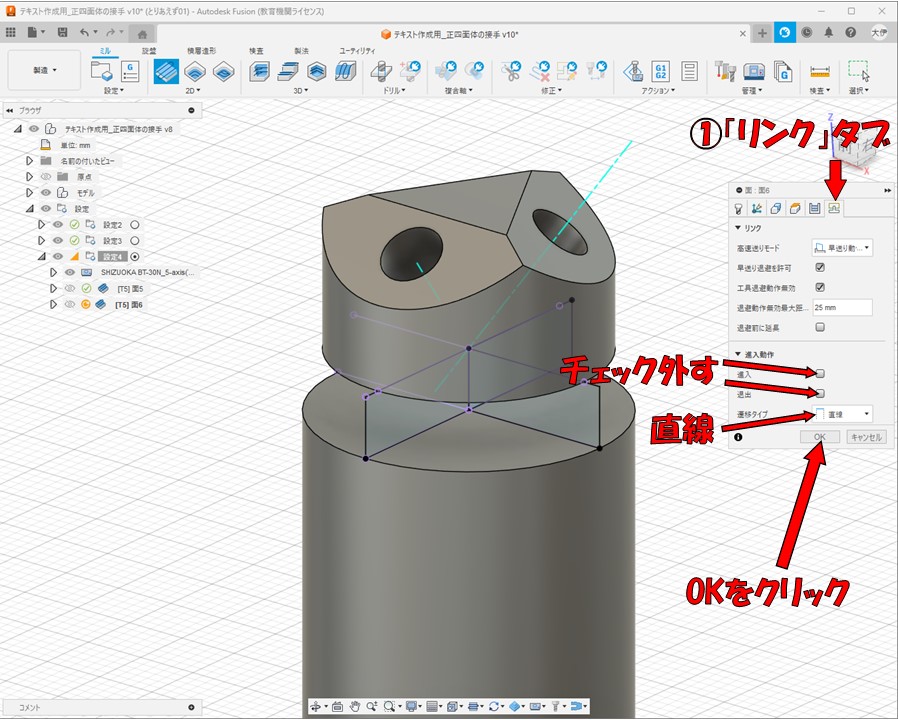 テキスト作成用_正四面体の接手 v10* (とりあえず01) - Autodesk Fusion (教育機関ライセンス)
テキスト作成用_正四面体の接手 v10*
大伊
ミル 旋盤 積層造形 検査 製法 ユーティリティ
製造
G1 G2
設定 2D 3D ドリル 複合軸 修正 アクション 管理 検査 選択
ブラウザ
テキスト作成用_正四面体の接手 v8
単位: mm
名前の付いたビュー
原点
モデル
設定
設定2
設定3
設定4
SHIZUOKA BT-30N_5-axis(...
[T5] 面5
[T5] 面6
Z
右
X
①「リンク」タブ
面 : 面6
リンク
高速送りモード 早送り動...
早送り退避を許可
工具退避動作無効
退避動作無効最大距... 25 mm
退避前に延長
進入動作
進入
退出
遷移タイプ 直線
OK キャンセル
チェック外す
直線
OKをクリック
コメント